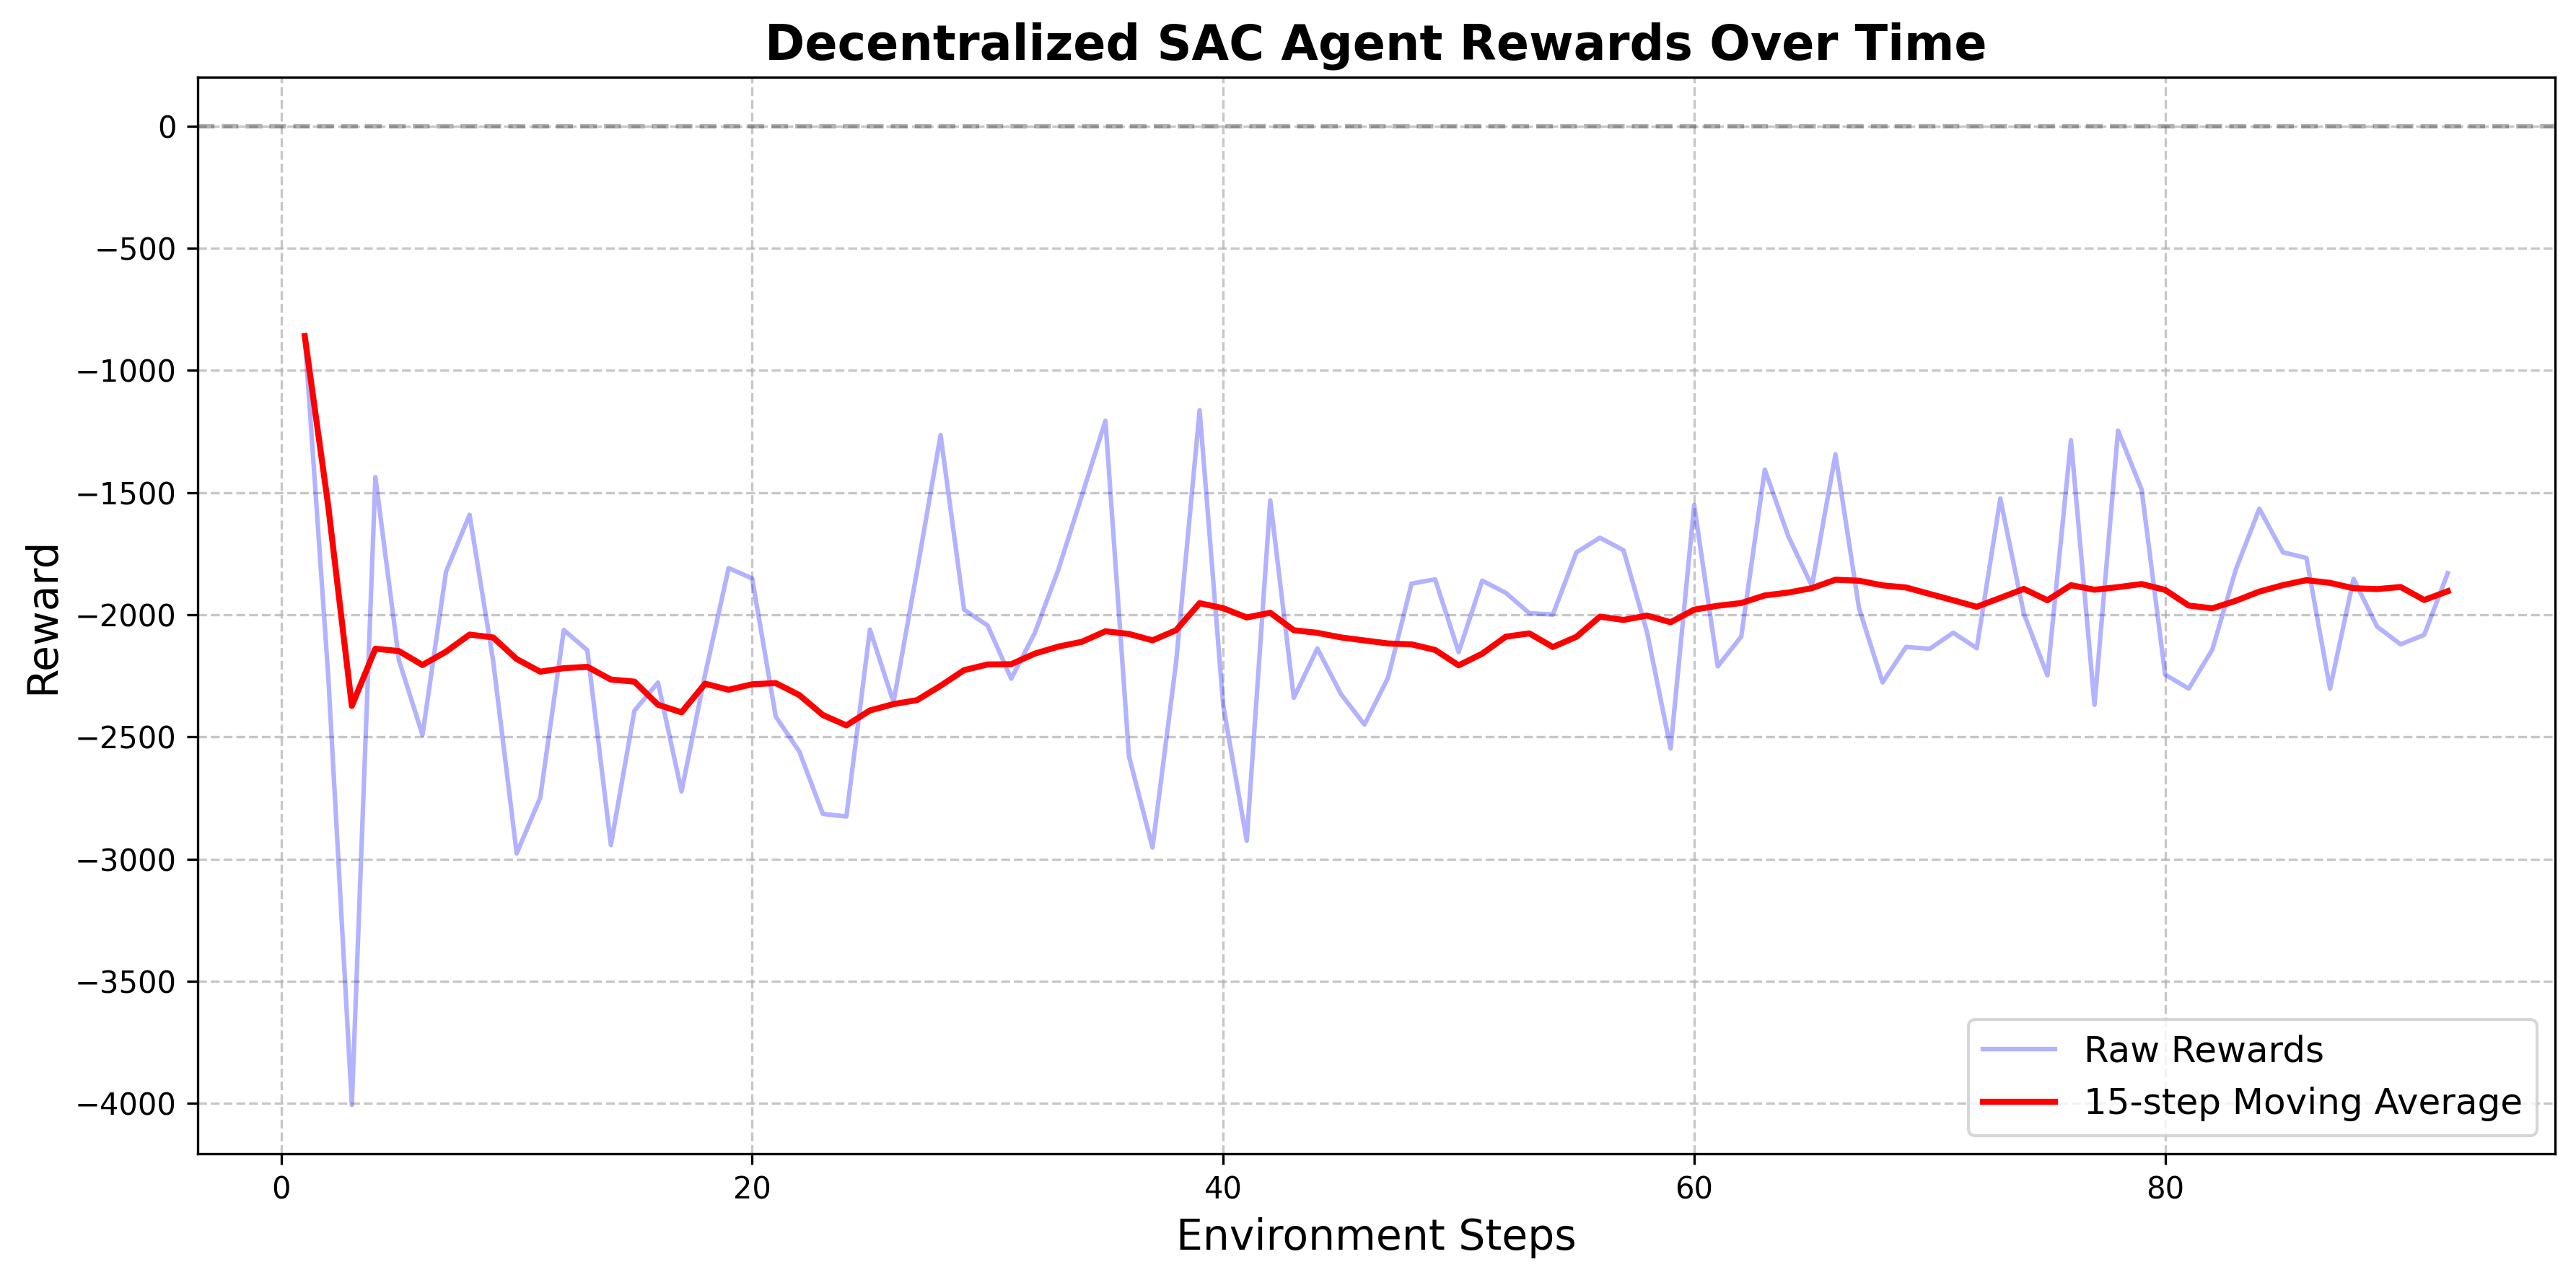 Decentralized SAC Agent Rewards Over Time
0
−500
−1000
−1500
−2000
−2500
−3000
−3500
−4000
Reward
0
20
40
60
80
Environment Steps
Raw Rewards
15-step Moving Average